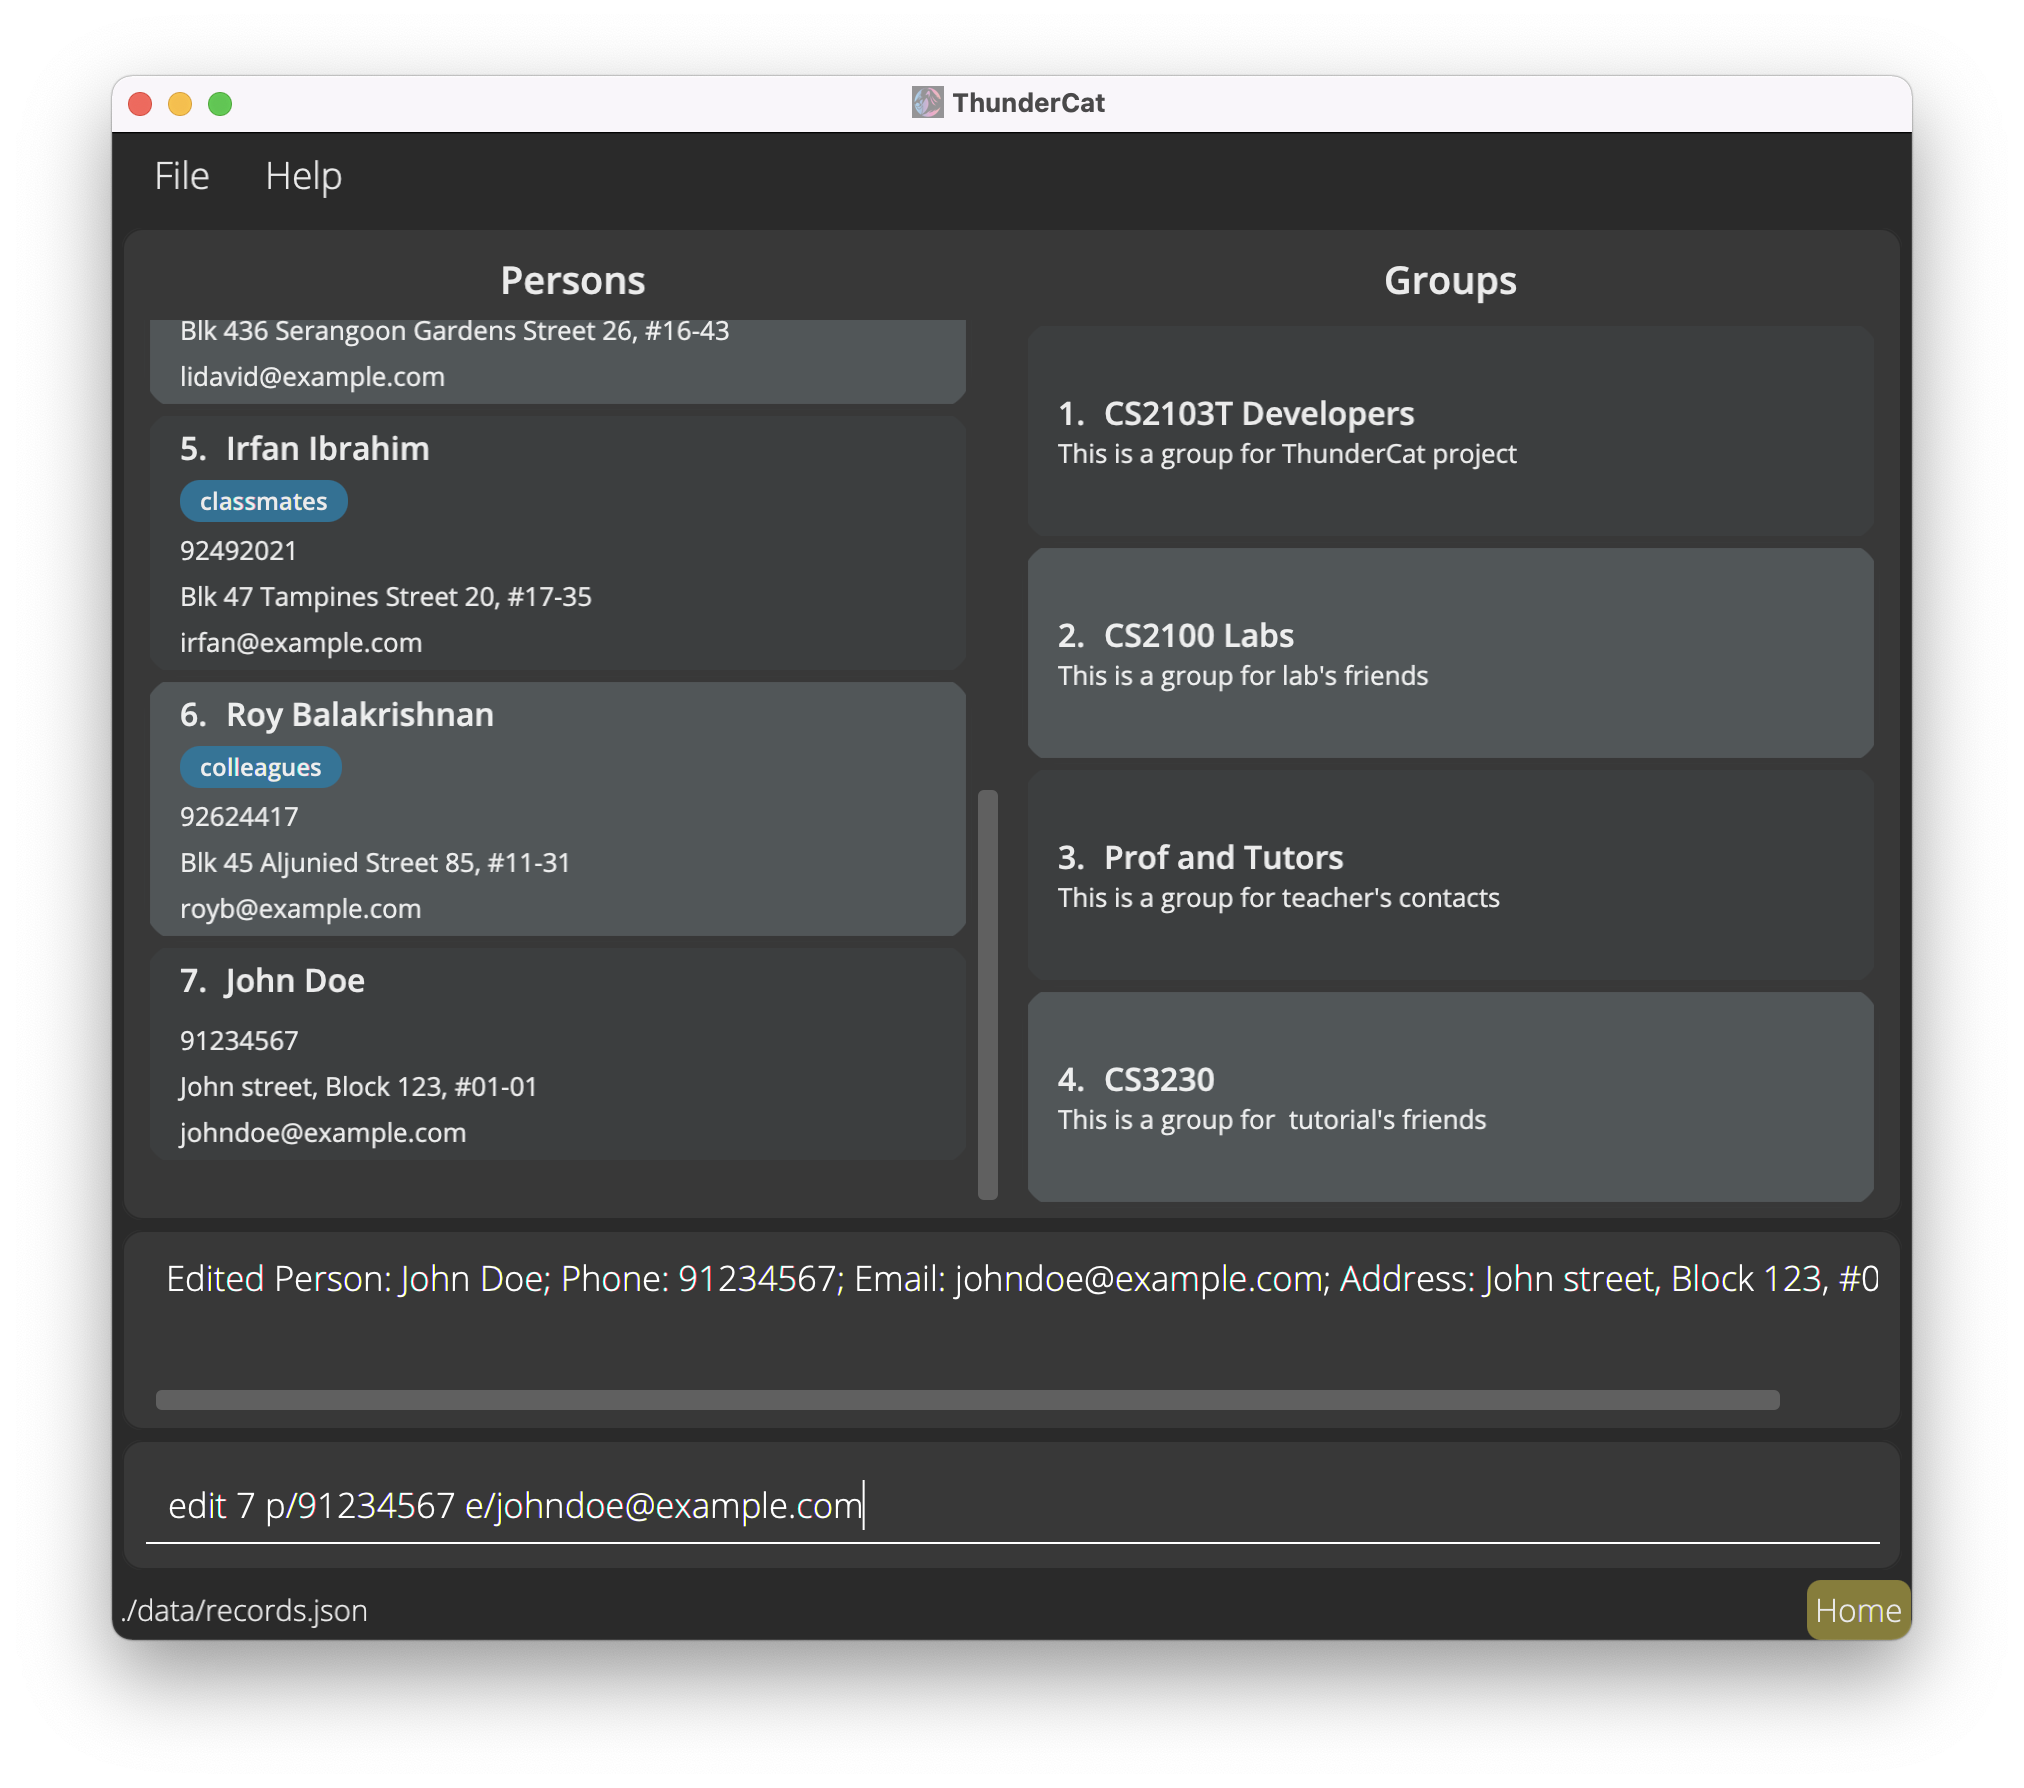 ThunderCat
File Help
Persons
Blk 436 Serangoon Gardens Street 26, #16-43
lidavid@example.com
5. Irfan Ibrahim
classmates
92492021
Blk 47 Tampines Street 20, #17-35
irfan@example.com
6. Roy Balakrishnan
colleagues
92624417
Blk 45 Aljunied Street 85, #11-31
royb@example.com
7. John Doe
91234567
John street, Block 123, #01-01
johndoe@example.com
Groups
1. CS2103T Developers
This is a group for ThunderCat project
2. CS2100 Labs
This is a group for lab's friends
3. Prof and Tutors
This is a group for teacher's contacts
4. CS3230
This is a group for  tutorial's friends
Edited Person: John Doe; Phone: 91234567; Email: johndoe@example.com; Address: John street, Block 123, #0
edit 7 p/91234567 e/johndoe@example.com
./data/records.json
Home